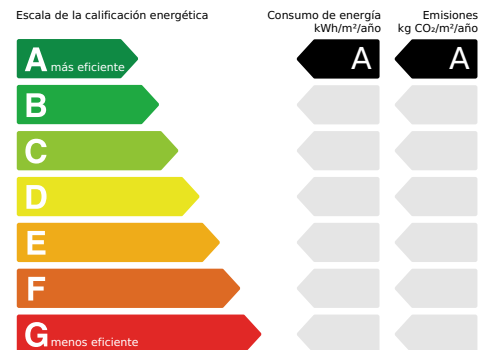 Escala de la calificación energética
Consumo de energía
kWh/m²/año
Emisiones
kg CO₂/m²/año
A más eficiente
A
A
B
C
D
E
F
G menos eficiente